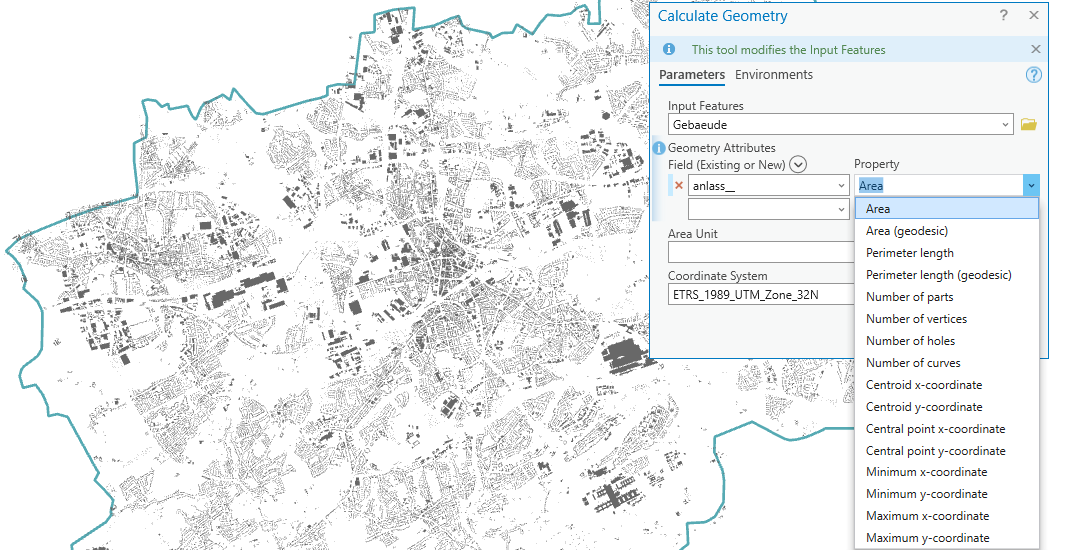 Calculate Geometry
?
This tool modifies the Input Features
Parameters Environments
?
Input Features
Gebaeude
Geometry Attributes
Field (Existing or New) Property
anlass__ Area
Area
Area (geodesic)
Area Unit
Perimeter length
Coordinate System
Perimeter length (geodesic)
ETRS_1989_UTM_Zone_32N
Number of parts
Number of vertices
Number of holes
Number of curves
Centroid x-coordinate
Centroid y-coordinate
Central point x-coordinate
Central point y-coordinate
Minimum x-coordinate
Minimum y-coordinate
Maximum x-coordinate
Maximum y-coordinate